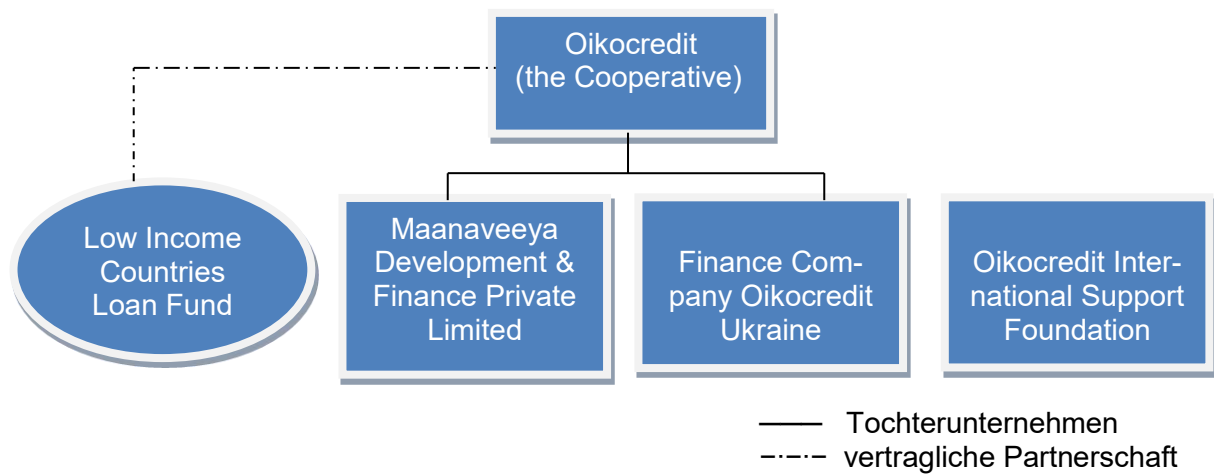 Oikocredit
(the Cooperative)
Low Income
Countries
Loan Fund
Maanaveeya
Development &
Finance Private
Limited
Finance Com-
pany Oikocredit
Ukraine
Oikocredit Inter-
national Support
Foundation
Tochterunternehmen
vertragliche Partnerschaft